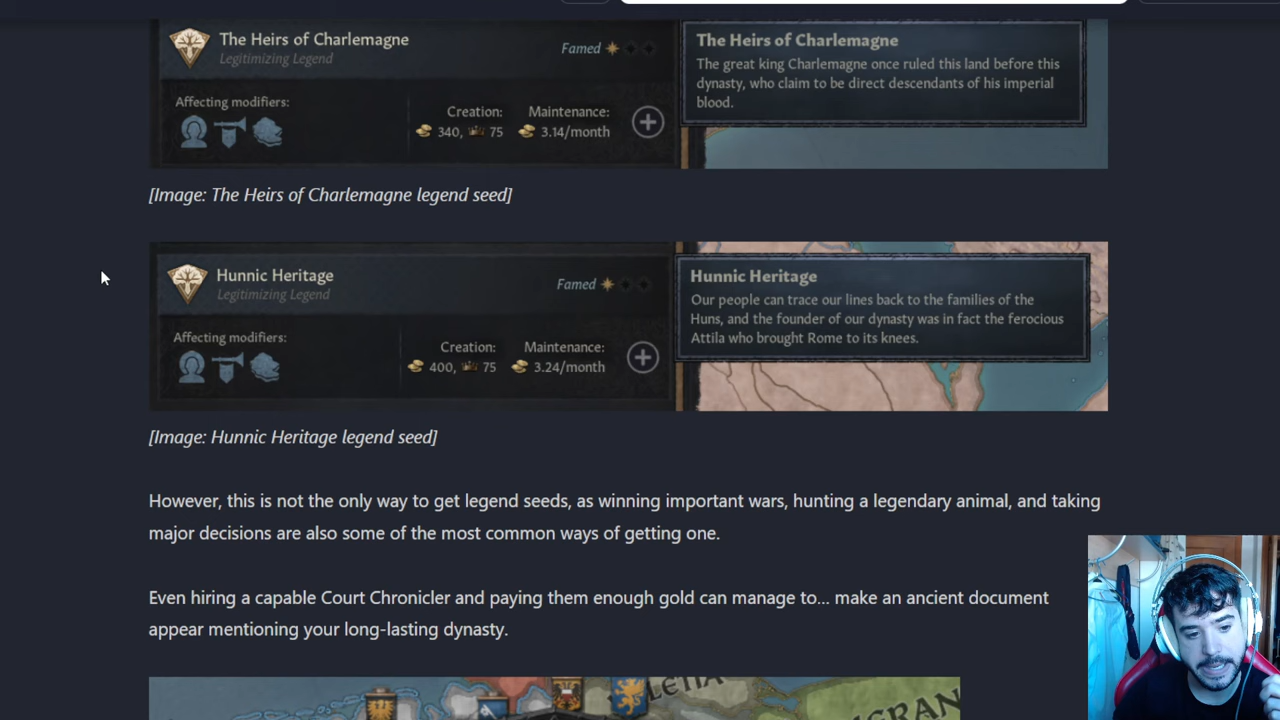 The Heirs of Charlemagne
Legitimizing Legend
Famed
Affecting modifiers:
Creation:
340, 75
Maintenance:
3.14/month
The Heirs of Charlemagne
The great king Charlemagne once ruled this land before this
dynasty, who claim to be direct descendants of his imperial
blood.
[Image: The Heirs of Charlemagne legend seed]
Hunnic Heritage
Legitimizing Legend
Famed
Affecting modifiers:
Creation:
400, 75
Maintenance:
3.24/month
Hunnic Heritage
Our people can trace our lines back to the families of the
Huns, and the founder of our dynasty was in fact the ferocious
Attila who brought Rome to its knees.
[Image: Hunnic Heritage legend seed]
However, this is not the only way to get legend seeds, as winning important wars, hunting a legendary animal, and taking
major decisions are also some of the most common ways of getting one.
Even hiring a capable Court Chronicler and paying them enough gold can manage to... make an ancient document
appear mentioning your long-lasting dynasty.